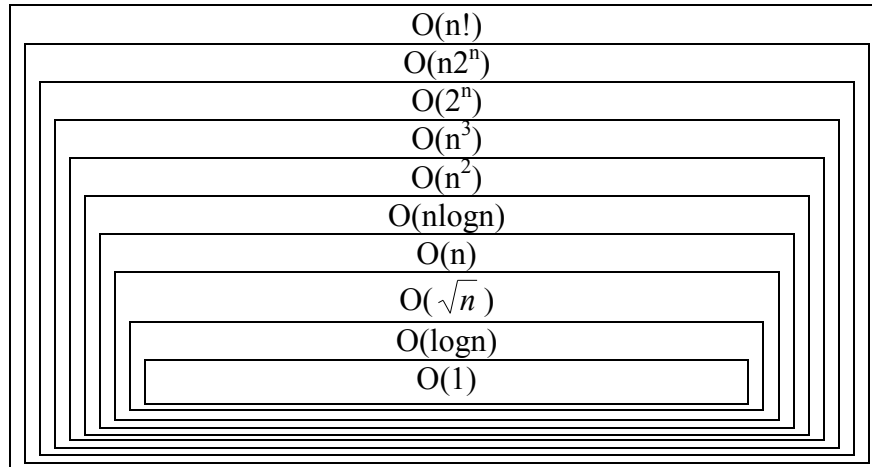 O(n!)
O(n2ⁿ)
O(2ⁿ)
O(n³)
O(n²)
O(nlogn)
O(n)
O(√n)
O(logn)
O(1)